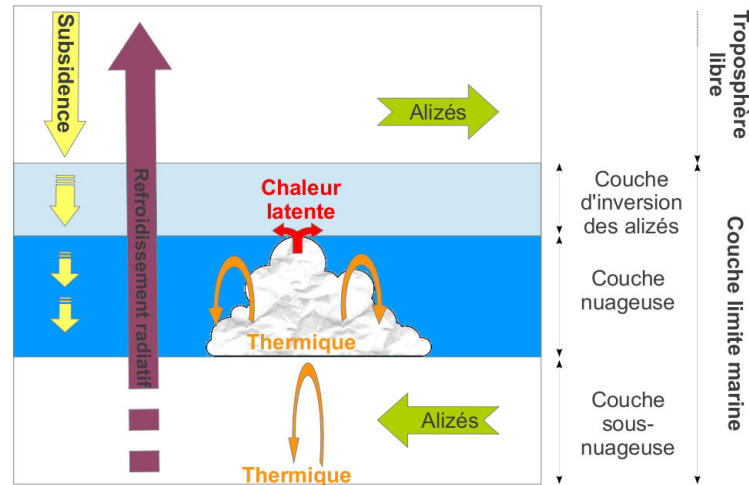 Subsidence
Refroidissement radiatif
Alizés
Chaleur
latente
Thermique
Alizés
Thermique
Couche
d'inversion
des alizés
Couche
nuageuse
Couche
sous-
nuageuse
Troposphère
libre
Couche limite marine